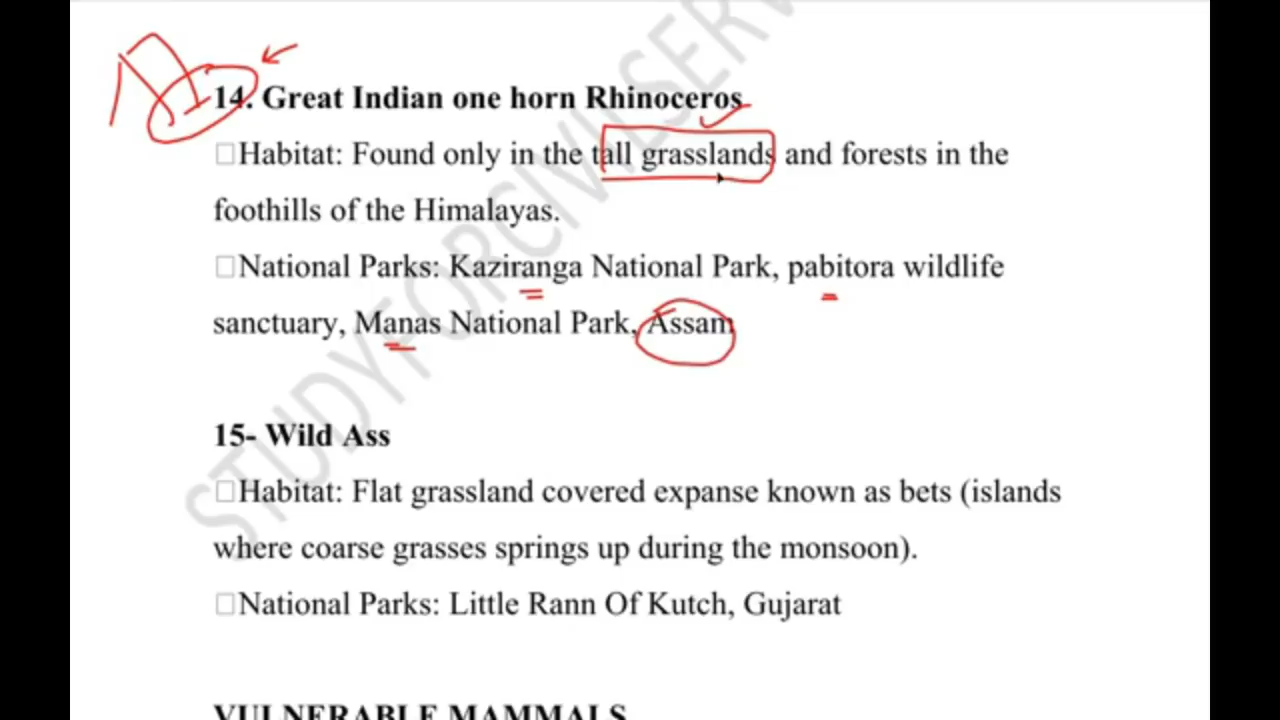 14. Great Indian one horn Rhinoceros
□Habitat: Found only in the tall grasslands and forests in the
foothills of the Himalayas.
□National Parks: Kaziranga National Park, pabitora wildlife
sanctuary, Manas National Park, Assam
15- Wild Ass
□Habitat: Flat grassland covered expanse known as bets (islands
where coarse grasses springs up during the monsoon).
□National Parks: Little Rann Of Kutch, Gujarat
VULNERABLE MAMMALS
STUDYFORCIVILSERV